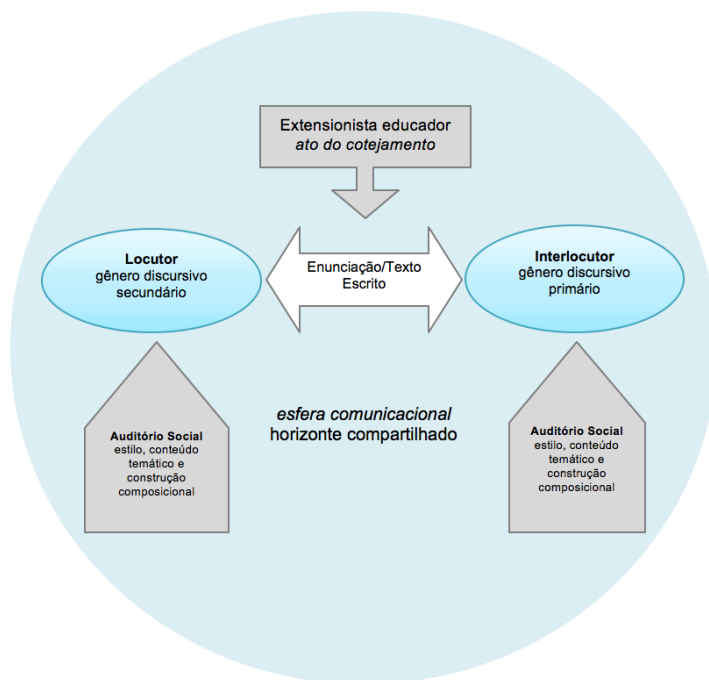 Extensionista educador
ato do cotejamento
Locutor
gênero discursivo
secundário
Enunciação/Texto
Escrito
Interlocutor
gênero discursivo
primário
esfera comunicacional
horizonte compartilhado
Auditório Social
estilo, conteúdo
temático e
construção
composicional
Auditório Social
estilo, conteúdo
temático e
construção
composicional